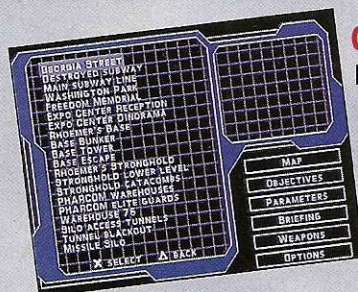 GEORGIA STREET
DESTROYED SUBWAY
MAIN SUBWAY LINE
WASHINGTON PARK
FREEDOM MEMORIAL
EXPO CENTER RECEPTION
EXPO CENTER DINORAMA
RHOEMER'S BASE
BASE BUNKER
BASE TOWER
BASE ESCAPE
RHOEMER'S STRONGHOLD
STRONGHOLD LOWER LEVEL
STRONGHOLD CATACOMBS
PHARCOM WAREHOUSES
PHARCOM ELITE GUARDS
WAREHOUSE 76
SILO ACCESS TUNNELS
TUNNEL BLACKOUT
MISSILE SILO
X SELECT △ BACK
MAP
OBJECTIVES
PARAMETERS
BRIEFING
WEAPONS
OPTIONS